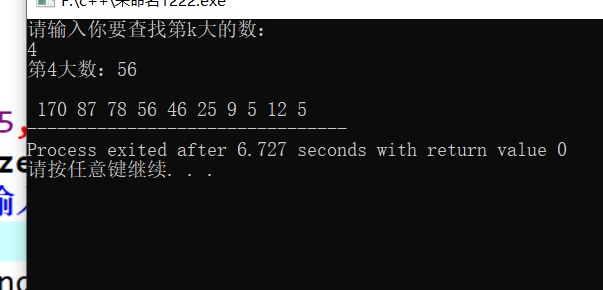 F:\c++\未命名1222.exe
请输入你要查找第k大的数：
4
第4大数：56
170 87 78 56 46 25 9 5 12 5
--------------------------------
Process exited after 6.727 seconds with return value 0
请按任意键继续. . .
5,
ze
输入
nd